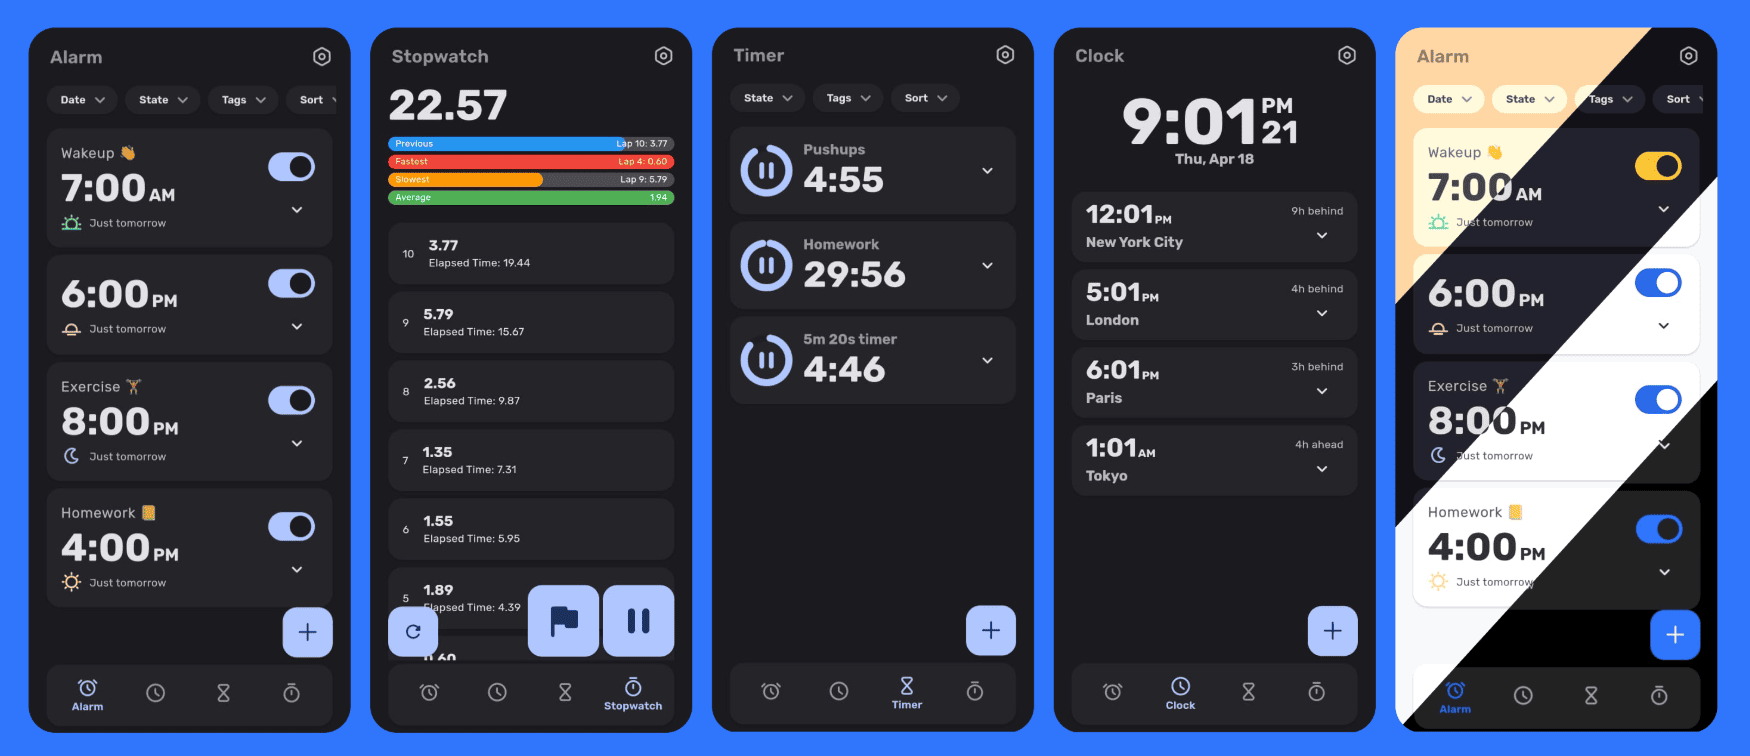 Alarm
Date State Tags Sort
Wakeup 👋
7:00 AM
Just tomorrow
6:00 PM
Just tomorrow
Exercise 🏋
8:00 PM
Just tomorrow
Homework 📒
4:00 PM
Just tomorrow
Alarm
Stopwatch
22.57
Previous Lap 10: 3.77
Fastest Lap 4: 0.60
Slowest Lap 9: 5.79
Average 1.94
10 3.77
Elapsed Time: 19.44
9 5.79
Elapsed Time: 15.67
8 2.56
Elapsed Time: 9.87
7 1.35
Elapsed Time: 7.31
6 1.55
Elapsed Time: 5.95
5 1.89
Elapsed Time: 4.39
0.60
Stopwatch
Timer
State Tags Sort
Pushups
4:55
Homework
29:56
5m 20s timer
4:46
Timer
Clock
9:01 PM 21
Thu, Apr 18
12:01 PM 9h behind
New York City
5:01 PM 4h behind
London
6:01 PM 3h behind
Paris
1:01 AM 4h ahead
Tokyo
Clock
Alarm
Date State Tags Sort
Wakeup 👋
7:00 AM
Just tomorrow
6:00 PM
Just tomorrow
Exercise 🏋
8:00 PM
Just tomorrow
Homework 📒
4:00 PM
Just tomorrow
Alarm